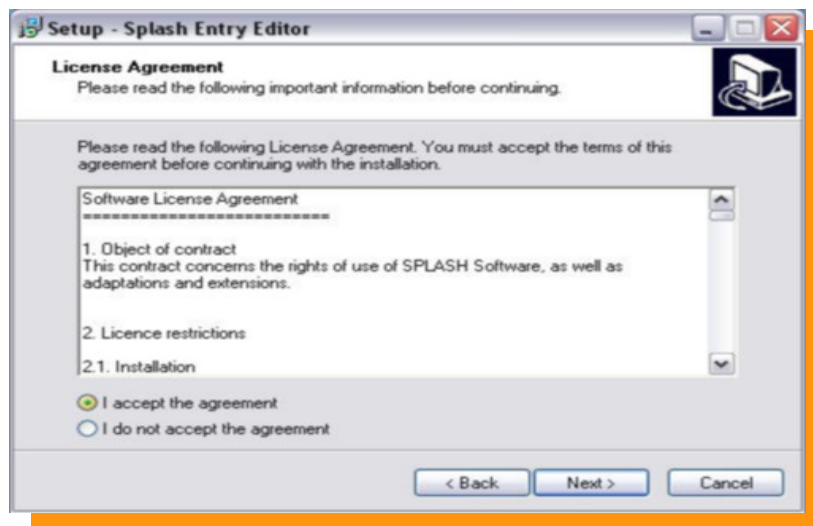 Setup - Splash Entry Editor
License Agreement
Please read the following important information before continuing.
Please read the following License Agreement. You must accept the terms of this
agreement before continuing with the installation.
Software License Agreement
==========================
1. Object of contract
This contract concerns the rights of use of SPLASH Software, as well as
adaptations and extensions.
2. Licence restrictions
2.1. Installation
I accept the agreement
I do not accept the agreement
< Back Next > Cancel